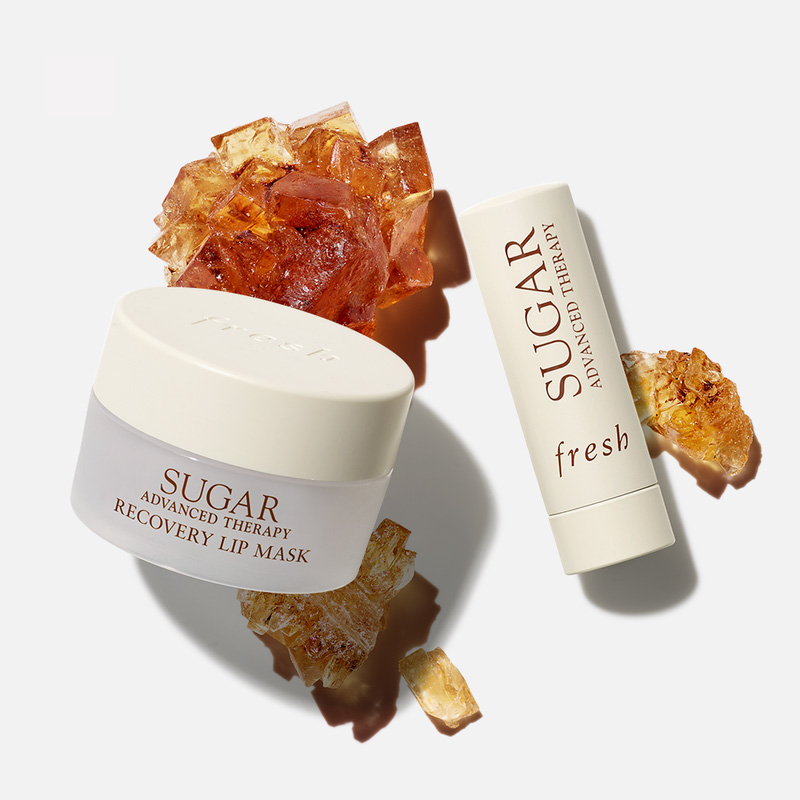 fresh
SUGAR
ADVANCED THERAPY
RECOVERY LIP MASK
SUGAR
ADVANCED THERAPY
fresh